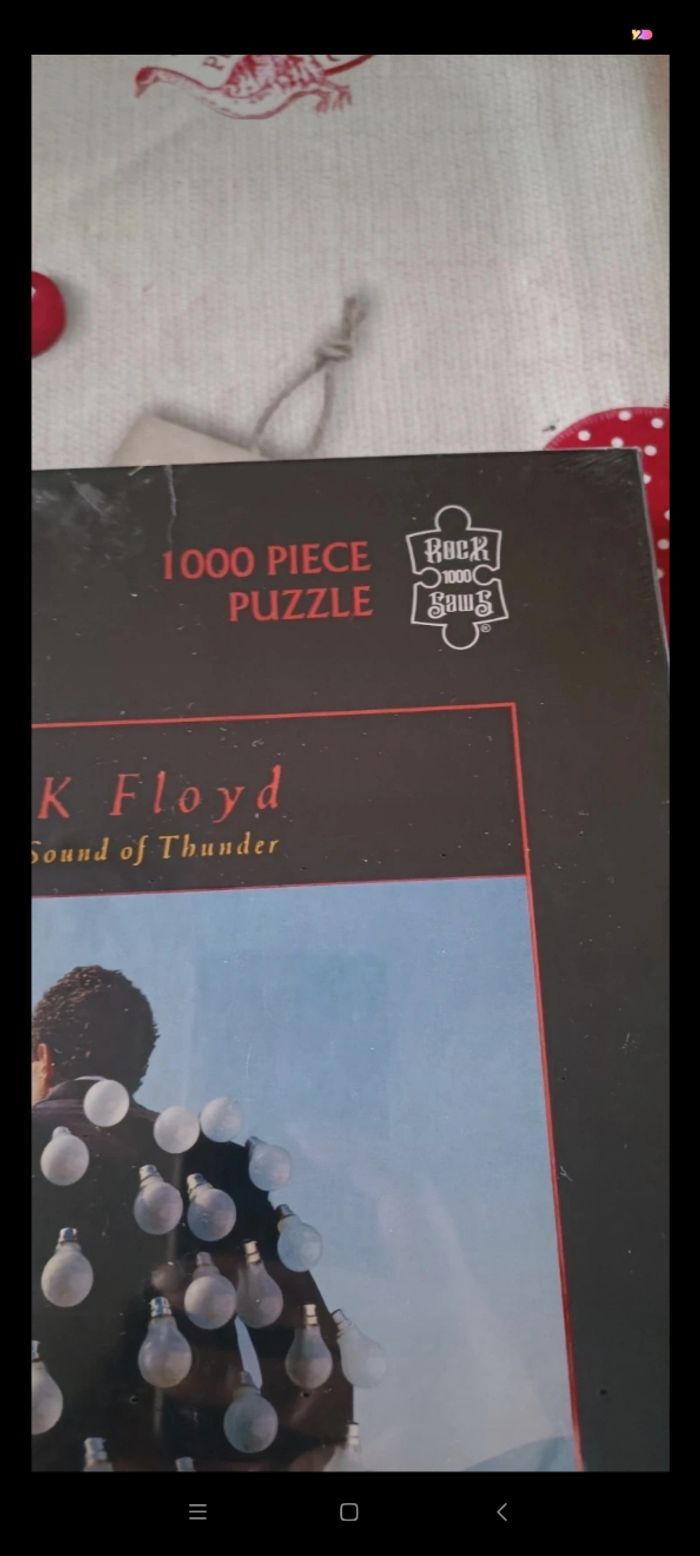 1000 PIECE
PUZZLE
RocK
1000
SawS
®
K Floyd
Sound of Thunder